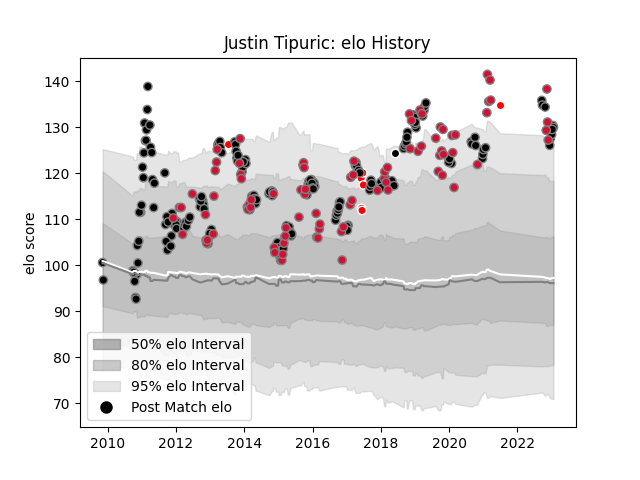 Justin Tipuric: elo History
elo score
140
130
120
110
100
90
80
70
50% elo Interval
80% elo Interval
95% elo Interval
Post Match elo
2010 2012 2014 2016 2018 2020 2022